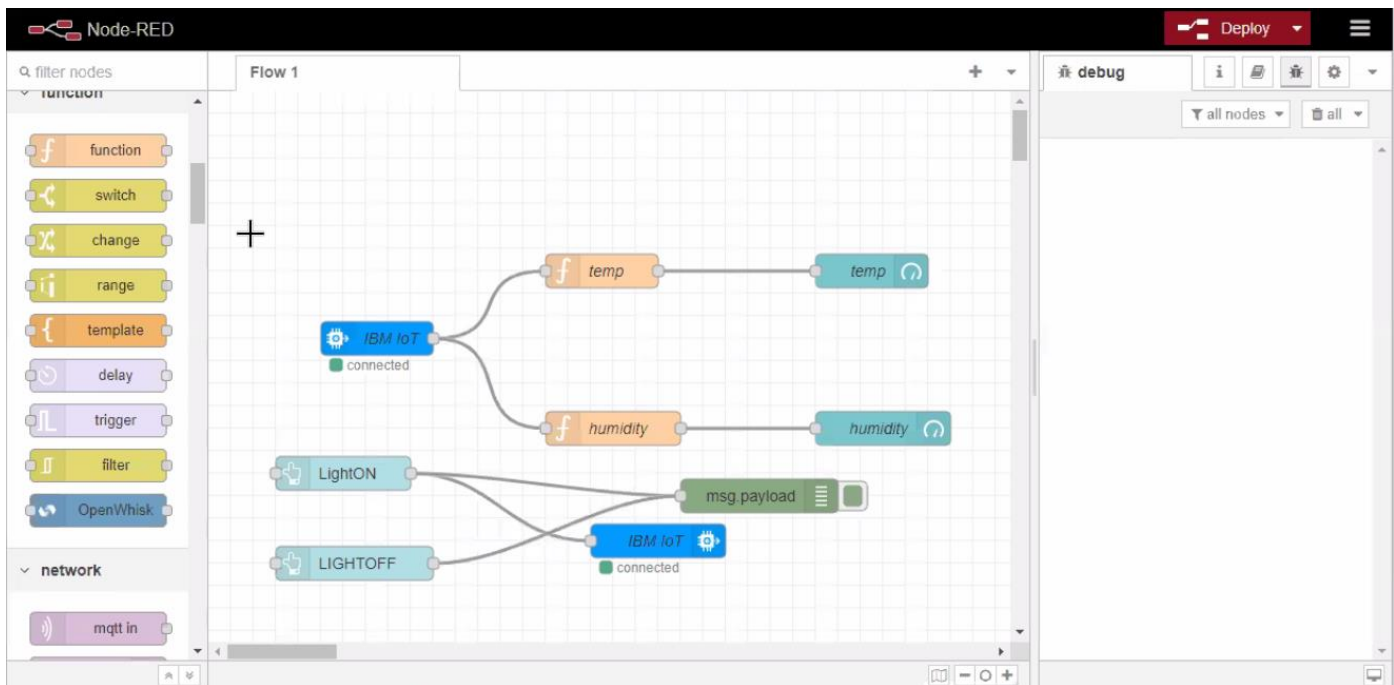 Node-RED
Deploy
filter nodes
Flow 1
debug
i
all nodes
all
function
function
switch
change
range
template
delay
trigger
filter
OpenWhisk
network
mqtt in
temp
temp
IBM IoT
connected
humidity
humidity
LightON
msg.payload
IBM IoT
connected
LIGHTOFF